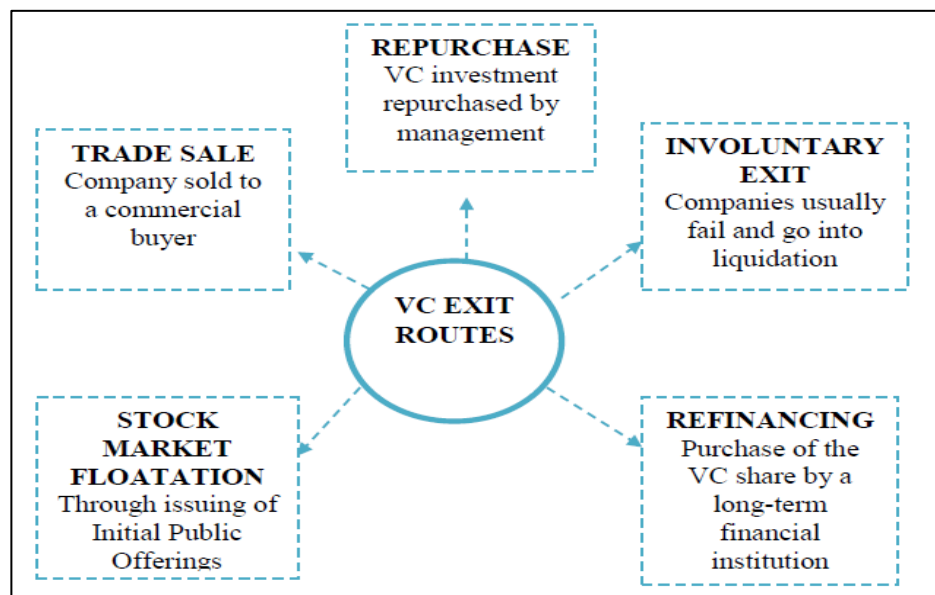 REPURCHASE
VC investment
repurchased by
management
TRADE SALE
Company sold to
a commercial
buyer
INVOLUNTARY
EXIT
Companies usually
fail and go into
liquidation
VC EXIT
ROUTES
STOCK
MARKET
FLOATATION
Through issuing of
Initial Public
Offerings
REFINANCING
Purchase of the
VC share by a
long-term
financial
institution